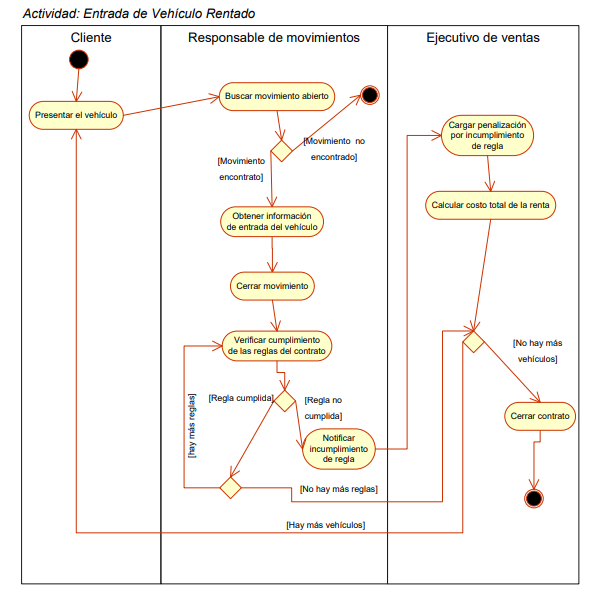 Actividad: Entrada de Vehículo Rentado
Cliente
Responsable de movimientos
Ejecutivo de ventas
Presentar el vehículo
Buscar movimiento abierto
[Movimiento no
encontrado]
[Movimiento
encontrato]
Obtener información
de entrada del vehículo
Cerrar movimiento
Verificar cumplimiento
de las reglas del contrato
[Regla cumplida]
[Regla no
cumplida]
[hay más reglas]
Notificar
incumplimiento
de regla
[No hay más reglas]
[Hay más vehículos]
Cargar penalización
por incumplimiento
de regla
Calcular costo total de la renta
[No hay más
vehículos]
Cerrar contrato